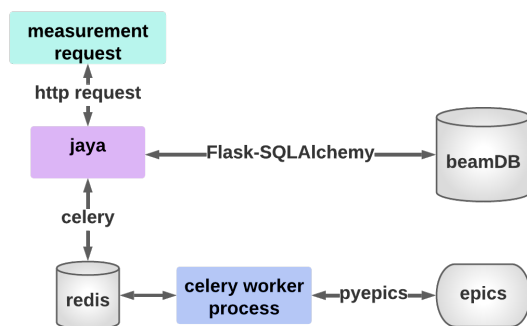 measurement
request
http request
jaya
Flask-SQLAlchemy
beamDB
celery
redis
celery worker
process
pyepics
epics